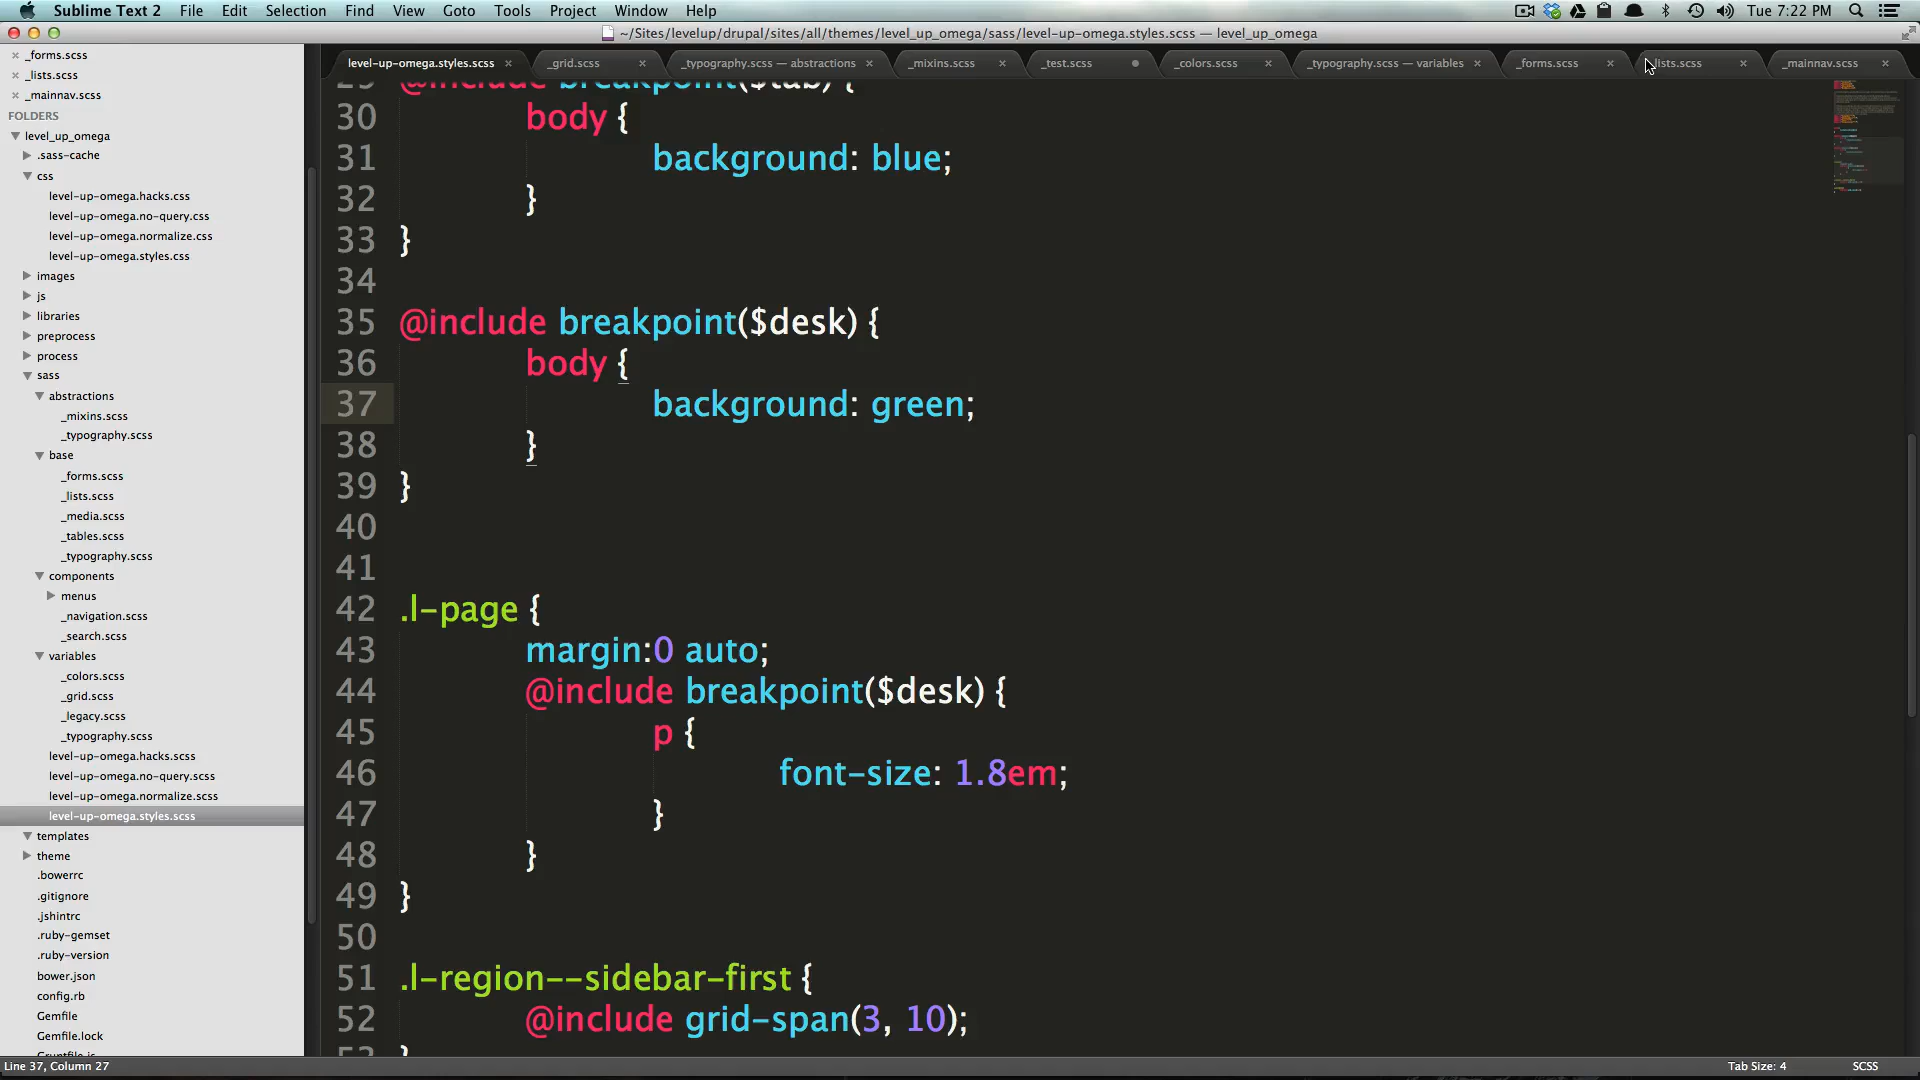 Sublime Text 2 File Edit Selection Find View Goto Tools Project Window Help Tue 7:22 PM
~/Sites/levelup/drupal/sites/all/themes/level_up_omega/sass/level-up-omega.styles.scss — level_up_omega
level-up-omega.styles.scss × _grid.scss × _typography.scss — abstractions × _mixins.scss × _test.scss _colors.scss × _typography.scss — variables × _forms.scss × lists.scss × _mainnav.scss ×
× _forms.scss
× _lists.scss
× _mainnav.scss
FOLDERS
level_up_omega
.sass-cache
css
level-up-omega.hacks.css
level-up-omega.no-query.css
level-up-omega.normalize.css
level-up-omega.styles.css
images
js
libraries
preprocess
process
sass
abstractions
_mixins.scss
_typography.scss
base
_forms.scss
_lists.scss
_media.scss
_tables.scss
_typography.scss
components
menus
_navigation.scss
_search.scss
variables
_colors.scss
_grid.scss
_legacy.scss
_typography.scss
level-up-omega.hacks.scss
level-up-omega.no-query.scss
level-up-omega.normalize.scss
level-up-omega.styles.scss
templates
theme
.bowerrc
.gitignore
.jshintrc
.ruby-gemset
.ruby-version
bower.json
config.rb
Gemfile
Gemfile.lock
Gruntfile.js
29 @include breakpoint($tab) {
30 body {
31 background: blue;
32 }
33 }
34
35 @include breakpoint($desk) {
36 body {
37 background: green;
38 }
39 }
40
41
42 .l-page {
43 margin:0 auto;
44 @include breakpoint($desk) {
45 p {
46 font-size: 1.8em;
47 }
48 }
49 }
50
51 .l-region--sidebar-first {
52 @include grid-span(3, 10);
53 }
Line 37, Column 27 Tab Size: 4 SCSS